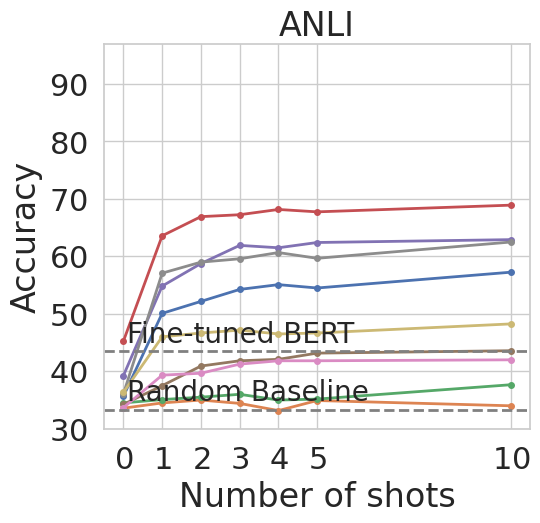 ANLI
90
80
70
60
50
40
30
Accuracy
Fine-tuned BERT
Random Baseline
0 1 2 3 4 5 10
Number of shots